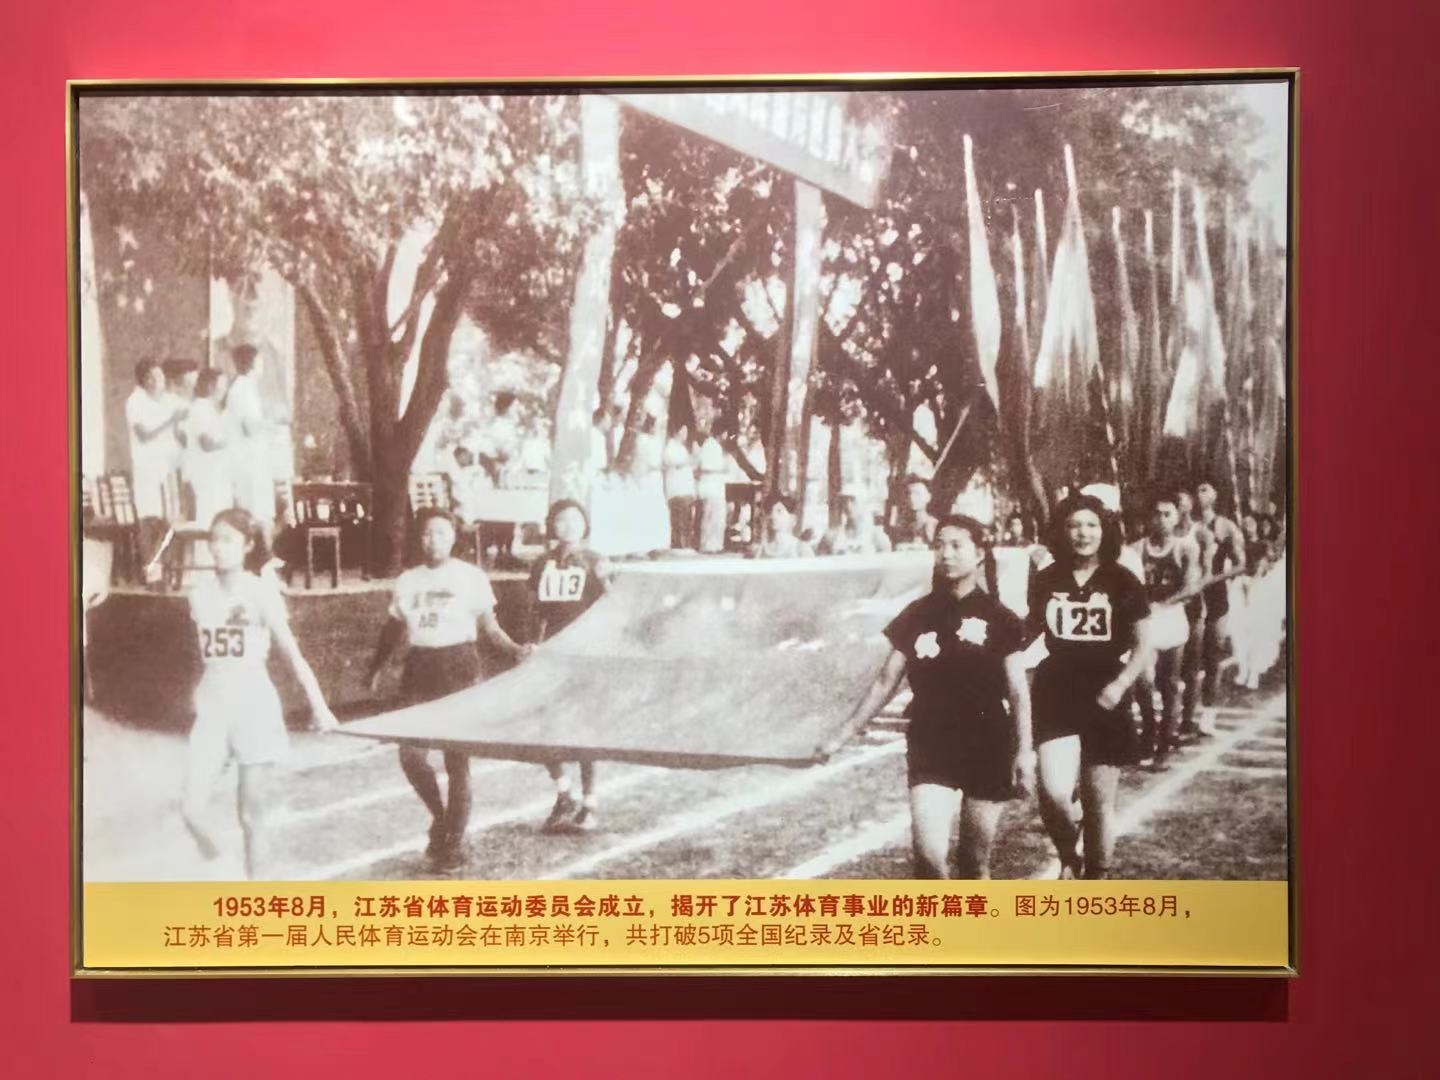 253
113
123
1953年8月，江苏省体育运动委员会成立，揭开了江苏体育事业的新篇章。图为1953年8月，
江苏省第一届人民体育运动会在南京举行，共打破5项全国纪录及省纪录。